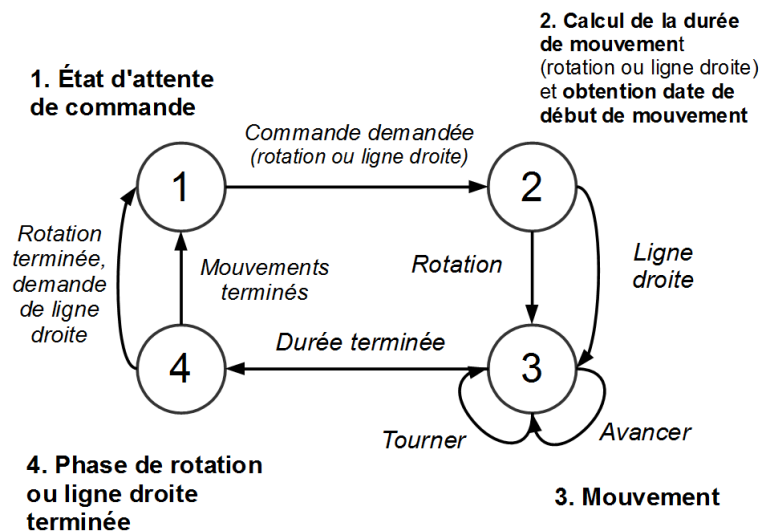 2. Calcul de la durée
de mouvement
(rotation ou ligne droite)
et obtention date de
début de mouvement
1. État d'attente
de commande
Commande demandée
(rotation ou ligne droite)
1
2
Rotation
terminée,
demande
de ligne
droite
Mouvements
terminés
Rotation
Ligne
droite
4
Durée terminée
3
Tourner
Avancer
4. Phase de rotation
ou ligne droite
terminée
3. Mouvement